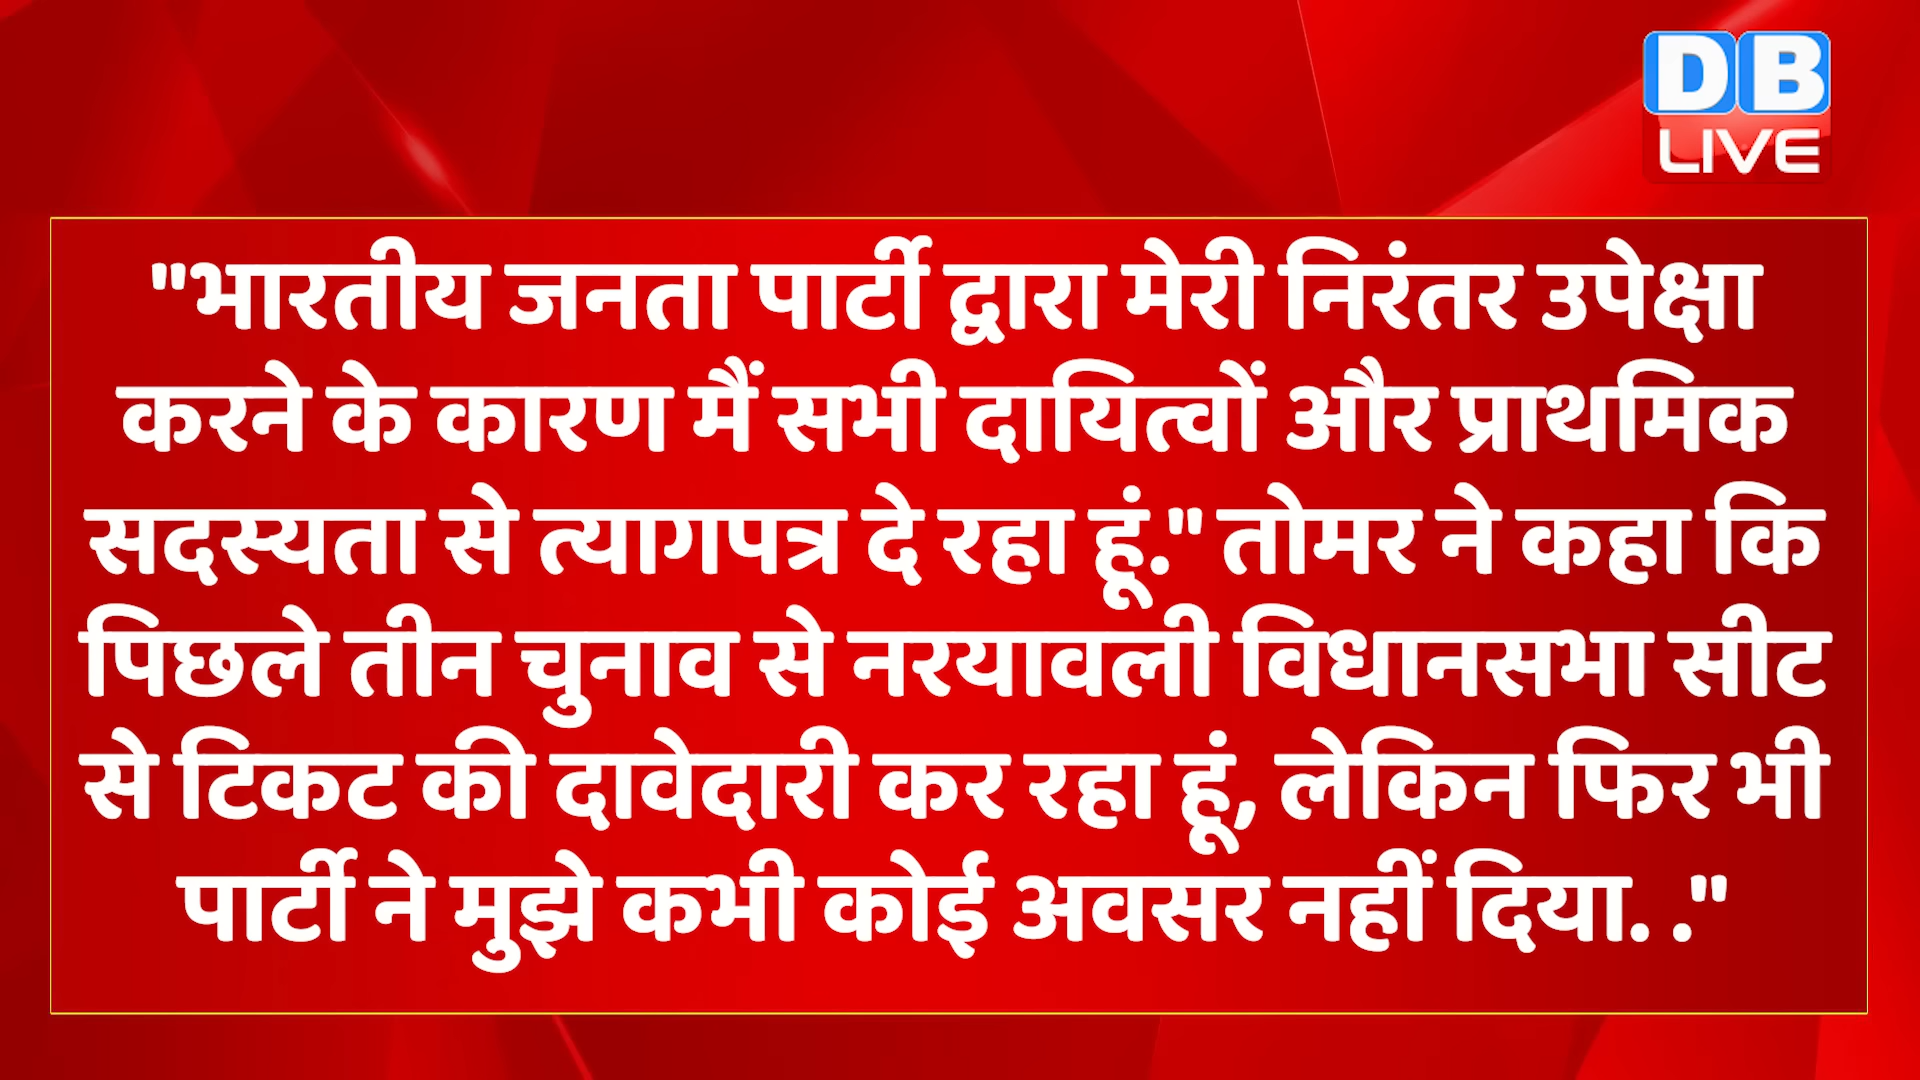 DB
LIVE
"भारतीय जनता पार्टी द्वारा मेरी निरंतर उपेक्षा
करने के कारण मैं सभी दायित्वों और प्राथमिक
सदस्यता से त्यागपत्र दे रहा हूं." तोमर ने कहा कि
पिछले तीन चुनाव से नरयावली विधानसभा सीट
से टिकट की दावेदारी कर रहा हूं, लेकिन फिर भी
पार्टी ने मुझे कभी कोई अवसर नहीं दिया. ."